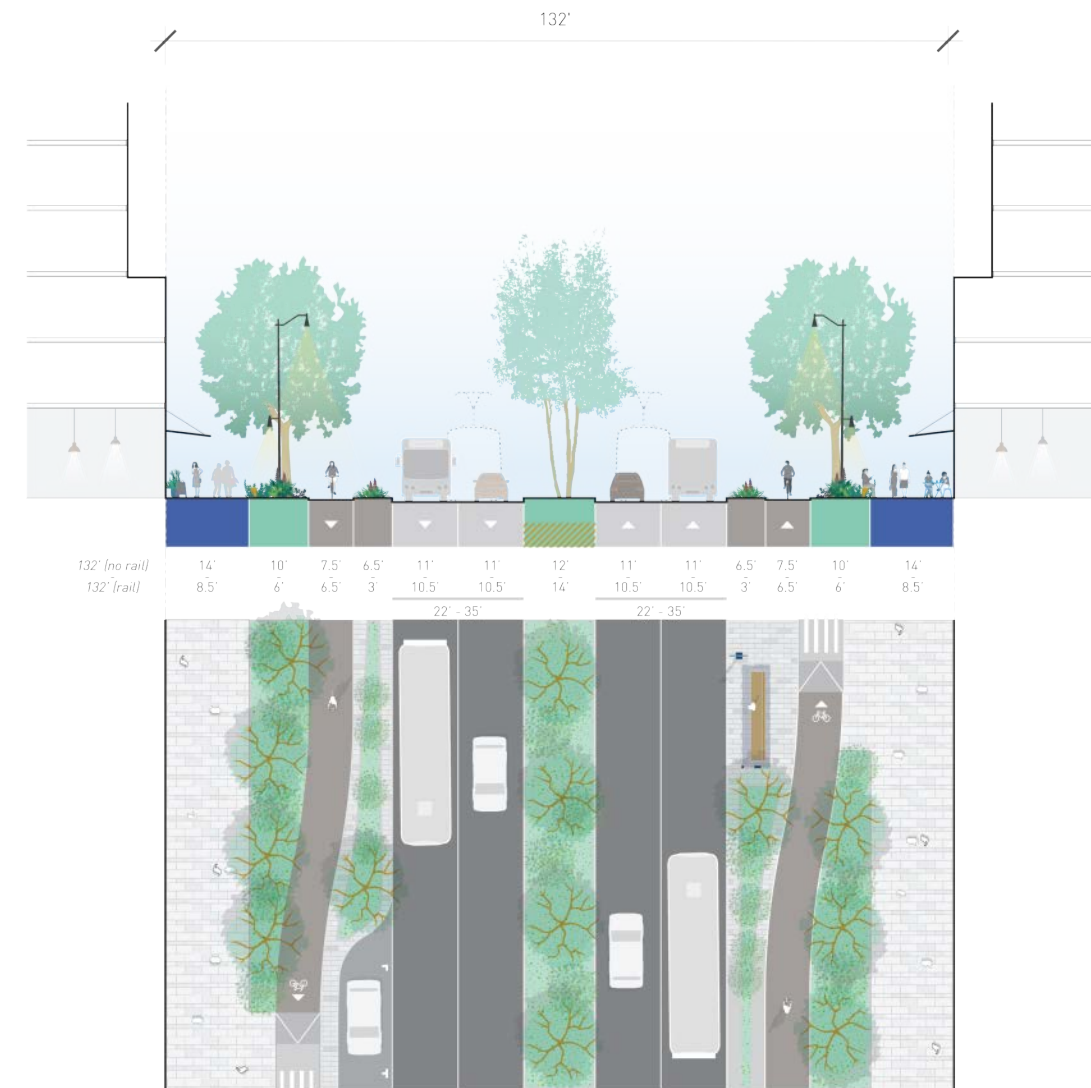 132'
132' (no rail) 14' 10' 7.5' 6.5' 11' 11' 12' 11' 11' 6.5' 7.5' 10' 14'
- - - - - - - - - - - - -
132' (rail) 8.5' 6' 6.5' 3' 10.5' 10.5' 14' 10.5' 10.5' 3' 6.5' 6' 8.5'
22' - 35' 22' - 35'